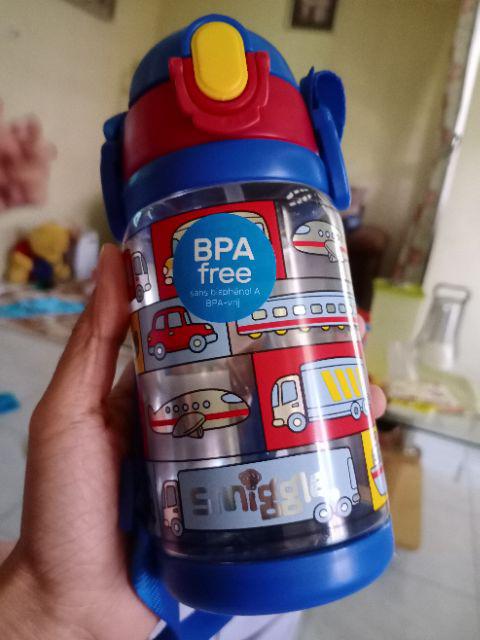 BPA
free
sans bisphénol A
BPA-vrij
smiggle